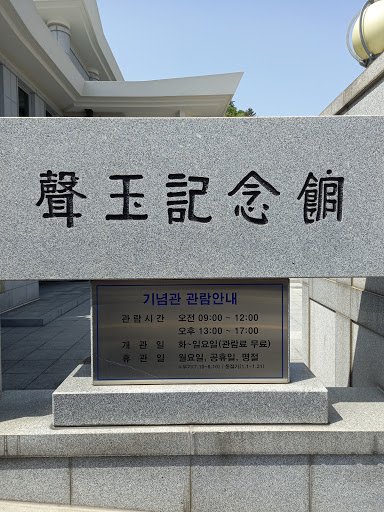 聲玉記念館
기념관 관람안내
관람시간 오전 09:00 ~ 12:00
오후 13:00 ~ 17:00
개관일 화~일요일(관람료 무료)
휴관일 월요일, 공휴일, 명절